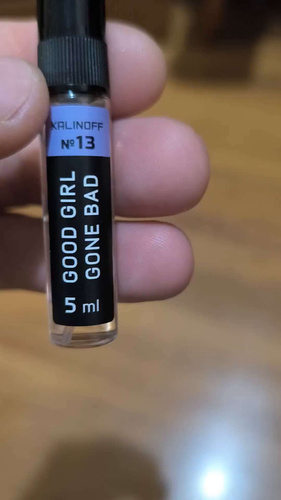 KALINOFF
№13
GOOD GIRL
GONE BAD
5 ml